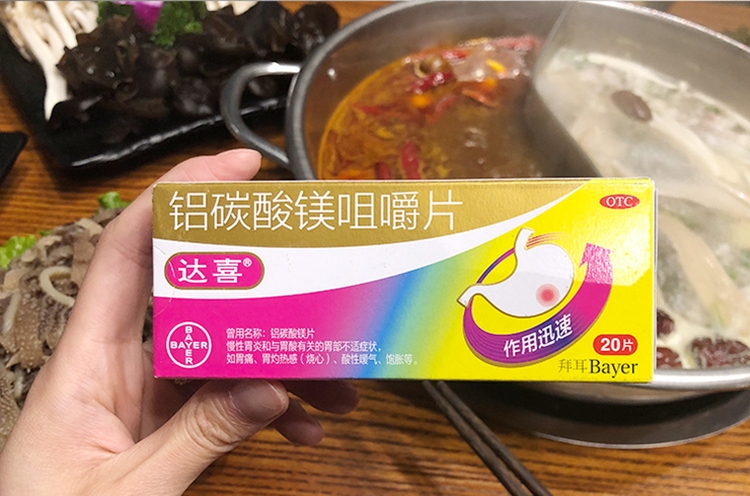 铝碳酸镁咀嚼片
OTC
达喜®
作用迅速
BAYER
BAYER
曾用名称：铝碳酸镁片
慢性胃炎和与胃酸有关的胃部不适症状，
如胃痛、胃灼热感（烧心）、酸性嗳气、饱胀等。
20片
拜耳Bayer